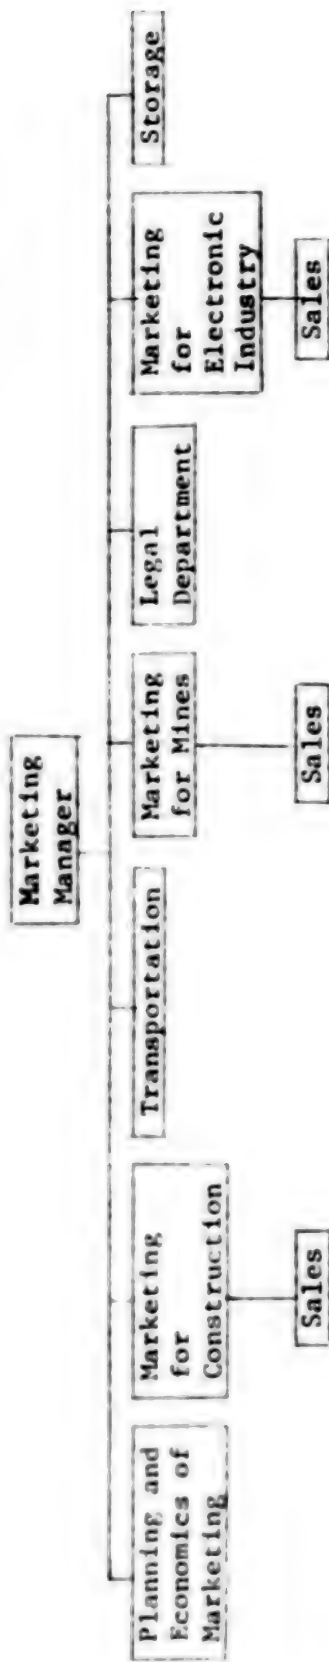 Marketing
Manager
Planning and
Economics of
Marketing
Marketing
for
Construction
Transportation
Marketing
for Mines
Legal
Department
Marketing
for
Electronic
Industry
Storage
Sales
Sales
Sales